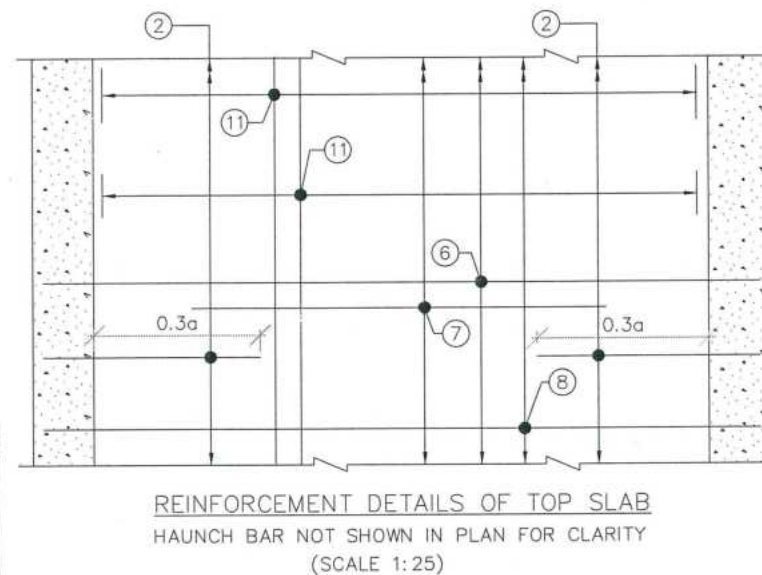 2
2
11
11
6
7
0.3a
0.3a
8
REINFORCEMENT DETAILS OF TOP SLAB
HAUNCH BAR NOT SHOWN IN PLAN FOR CLARITY
(SCALE 1:25)